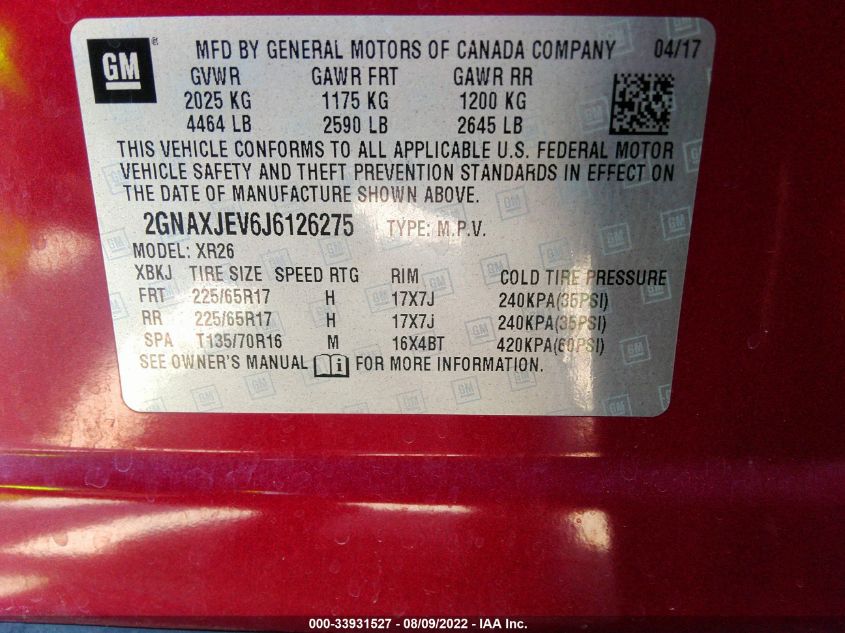 GM ® MFD BY GENERAL MOTORS OF CANADA COMPANY 04/17
GVWR GAWR FRT GAWR RR
2025 KG 1175 KG 1200 KG
4464 LB 2590 LB 2645 LB
THIS VEHICLE CONFORMS TO ALL APPLICABLE U.S. FEDERAL MOTOR
VEHICLE SAFETY AND THEFT PREVENTION STANDARDS IN EFFECT ON
THE DATE OF MANUFACTURE SHOWN ABOVE.
2GNAXJEV6J6126275 TYPE: M.P.V.
MODEL: XR26
XBKJ TIRE SIZE SPEED RTG RIM COLD TIRE PRESSURE
FRT 225/65R17 H 17X7J 240KPA(35PSI)
RR 225/65R17 H 17X7J 240KPA(35PSI)
SPA T135/70R16 M 16X4BT 420KPA(60PSI)
SEE OWNER'S MANUAL FOR MORE INFORMATION.
000-33931527 - 08/09/2022 - IAA Inc.